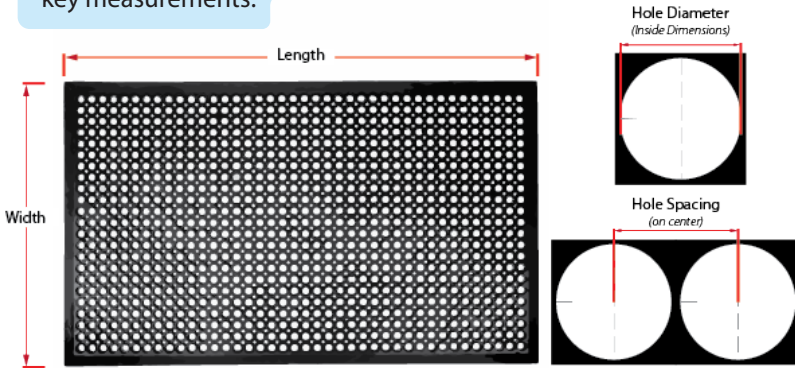 key measurements.
Length
Width
Hole Diameter
(Inside Dimensions)
Hole Spacing
(on center)